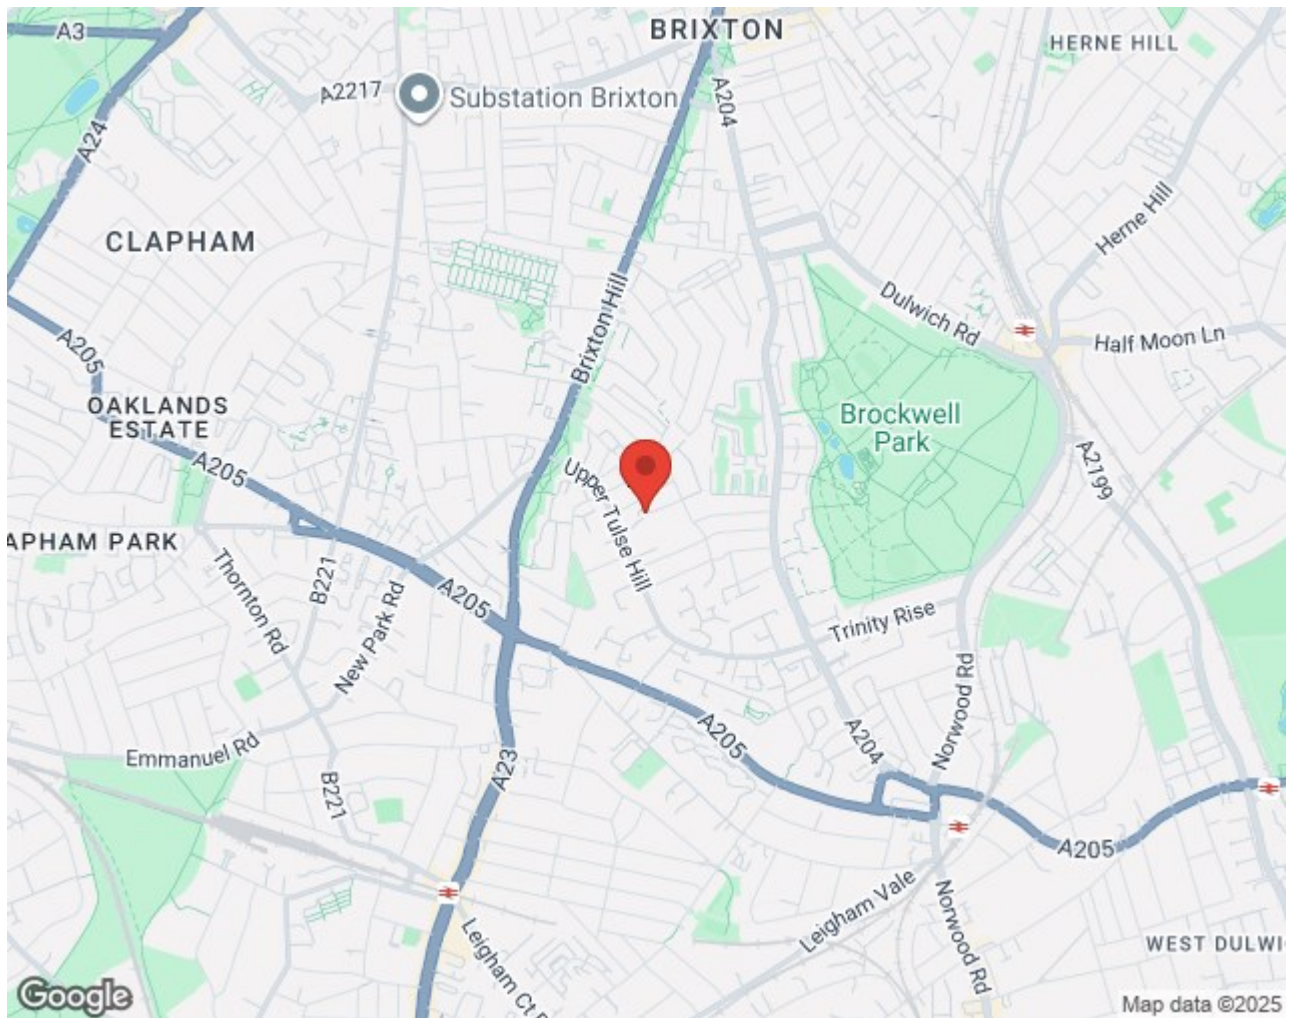 BRIXTON
A3
HERNE HILL
A2217
Substation Brixton
A204
A24
Herne Hill
CLAPHAM
Brixton Hill
Dulwich Rd
A205
Half Moon Ln
OAKLANDS
ESTATE
Brockwell
Park
A205
Upper Tulse Hill
A2199
APHAM PARK
Thornton Rd
B221
New Park Rd
A205
Trinity Rise
Norwood Rd
A205
A204
Emmanuel Rd
A23
B221
A205
Leigham Vale
Norwood Rd
Leigham Ct
WEST DULWI
Google
Map data ©2025